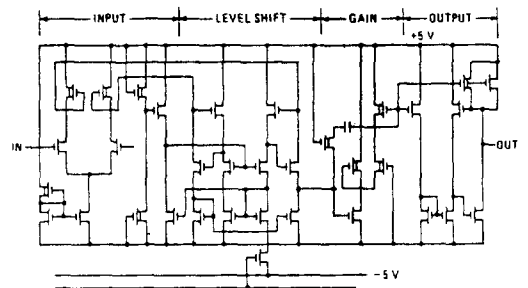 INPUT LEVEL SHIFT GAIN OUTPUT
+5 V
IN
OUT
-5 V